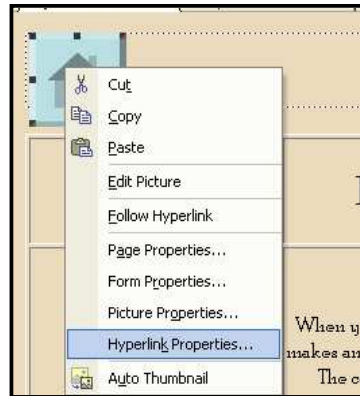 Cut
Copy
Paste
Edit Picture
Follow Hyperlink
Page Properties...
Form Properties...
Picture Properties...
Hyperlink Properties...
Auto Thumbnail
When y
makes an
The c